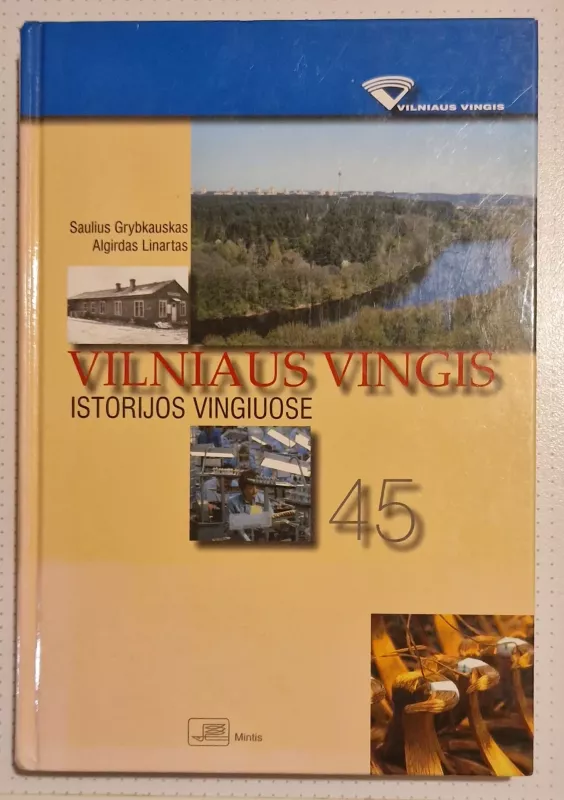 VILNIAUS VINGIS
Saulius Grybkauskas
Algirdas Linartas
VILNIAUS VINGIS
ISTORIJOS VINGIUOSE
45
Mintis